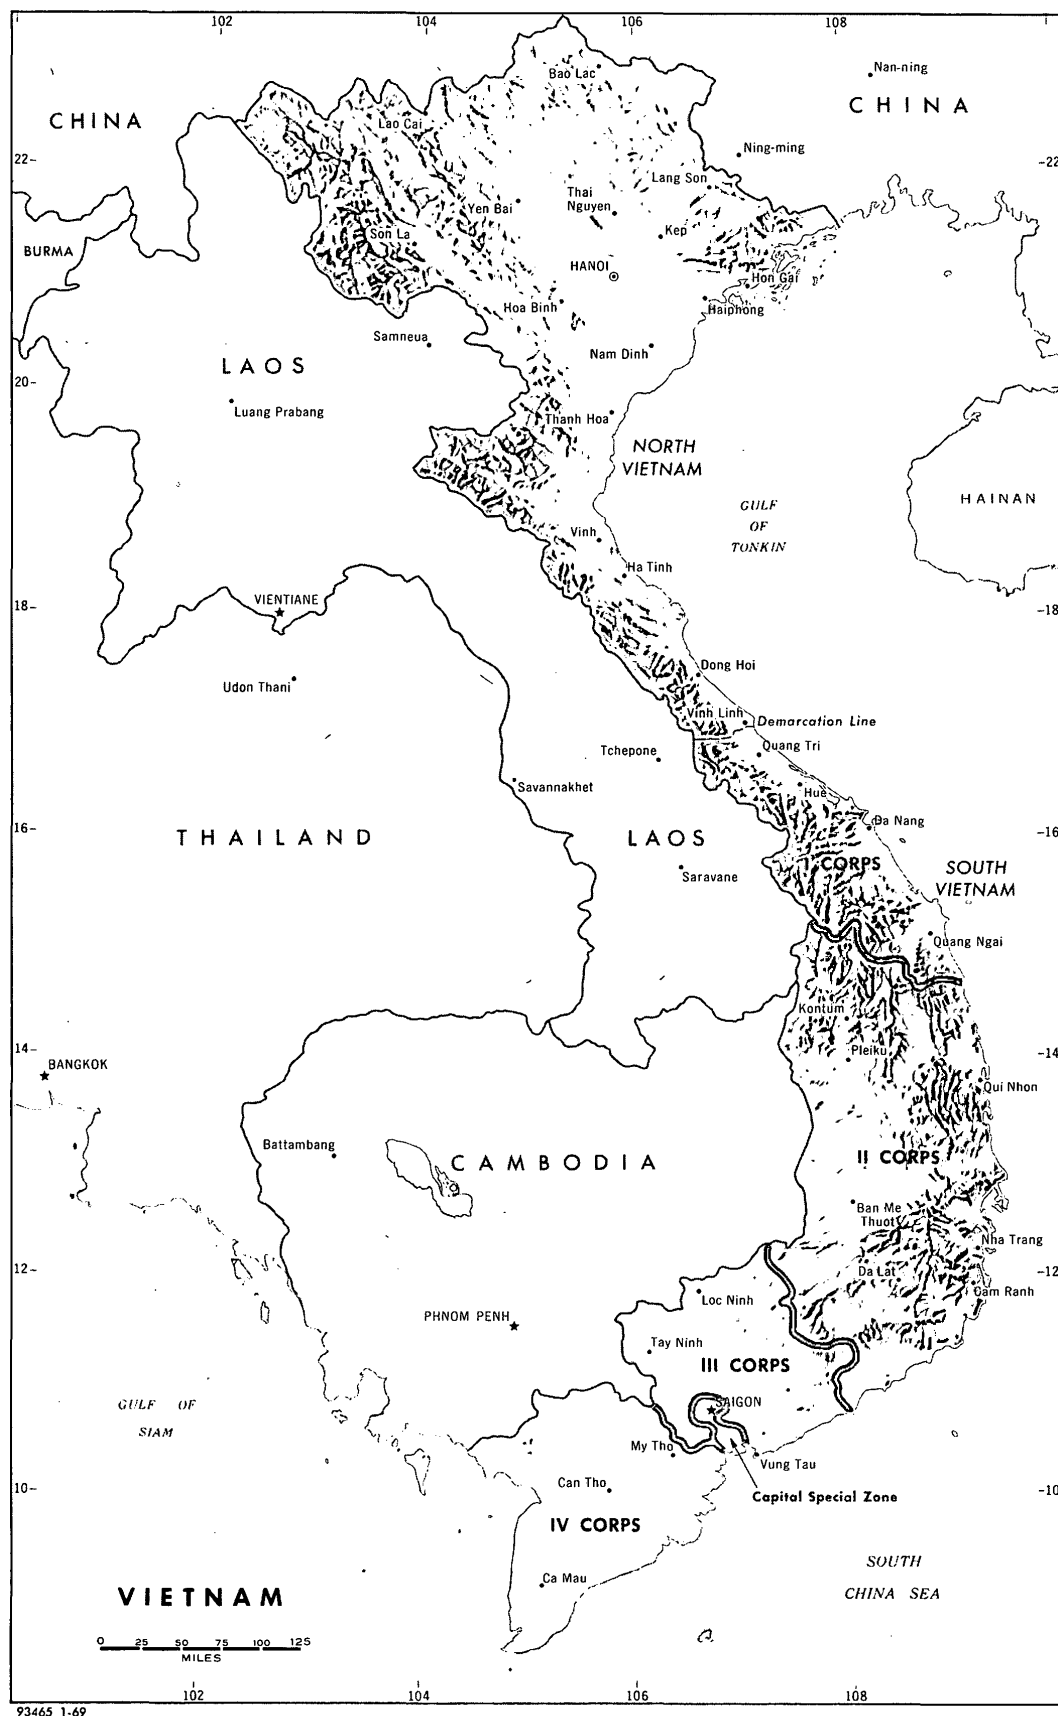 102 104 106 108
Nan-ning
Bao Lac
CHINA
CHINA
Lao Cai
Ning-ming
22-
-22
Lang Son
Thai
Nguyen
Yen Bai
Kep
Son La
BURMA
HANOI
Hon Gai
Hoa Binh
Haiphong
Samneua
Nam Dinh
LAOS
20-
Luang Prabang
Thanh Hoa
NORTH
VIETNAM
HAINAN
GULF
OF
TONKIN
Vinh
Ha Tinh
VIENTIANE
18-
-18
Dong Hoi
Udon Thani
Vinh Linh
Demarcation Line
Quang Tri
Tchepone
Savannakhet
Hue
Da Nang
16-
-16
THAILAND
LAOS
I CORPS
SOUTH
VIETNAM
Saravane
Quang Ngai
Kontum
14-
-14
Pleiku
BANGKOK
Qui Nhon
Battambang
CAMBODIA
II CORPS
Ban Me
Thuot
Nha Trang
12-
-12
Da Lat
Cam Ranh
Loc Ninh
PHNOM PENH
Tay Ninh
III CORPS
GULF OF
SIAM
SAIGON
My Tho
Vung Tau
Can Tho
10-
-10
Capital Special Zone
IV CORPS
SOUTH
CHINA SEA
Ca Mau
VIETNAM
0 25 50 75 100 125
MILES
102 104 106 108
93465 1-69